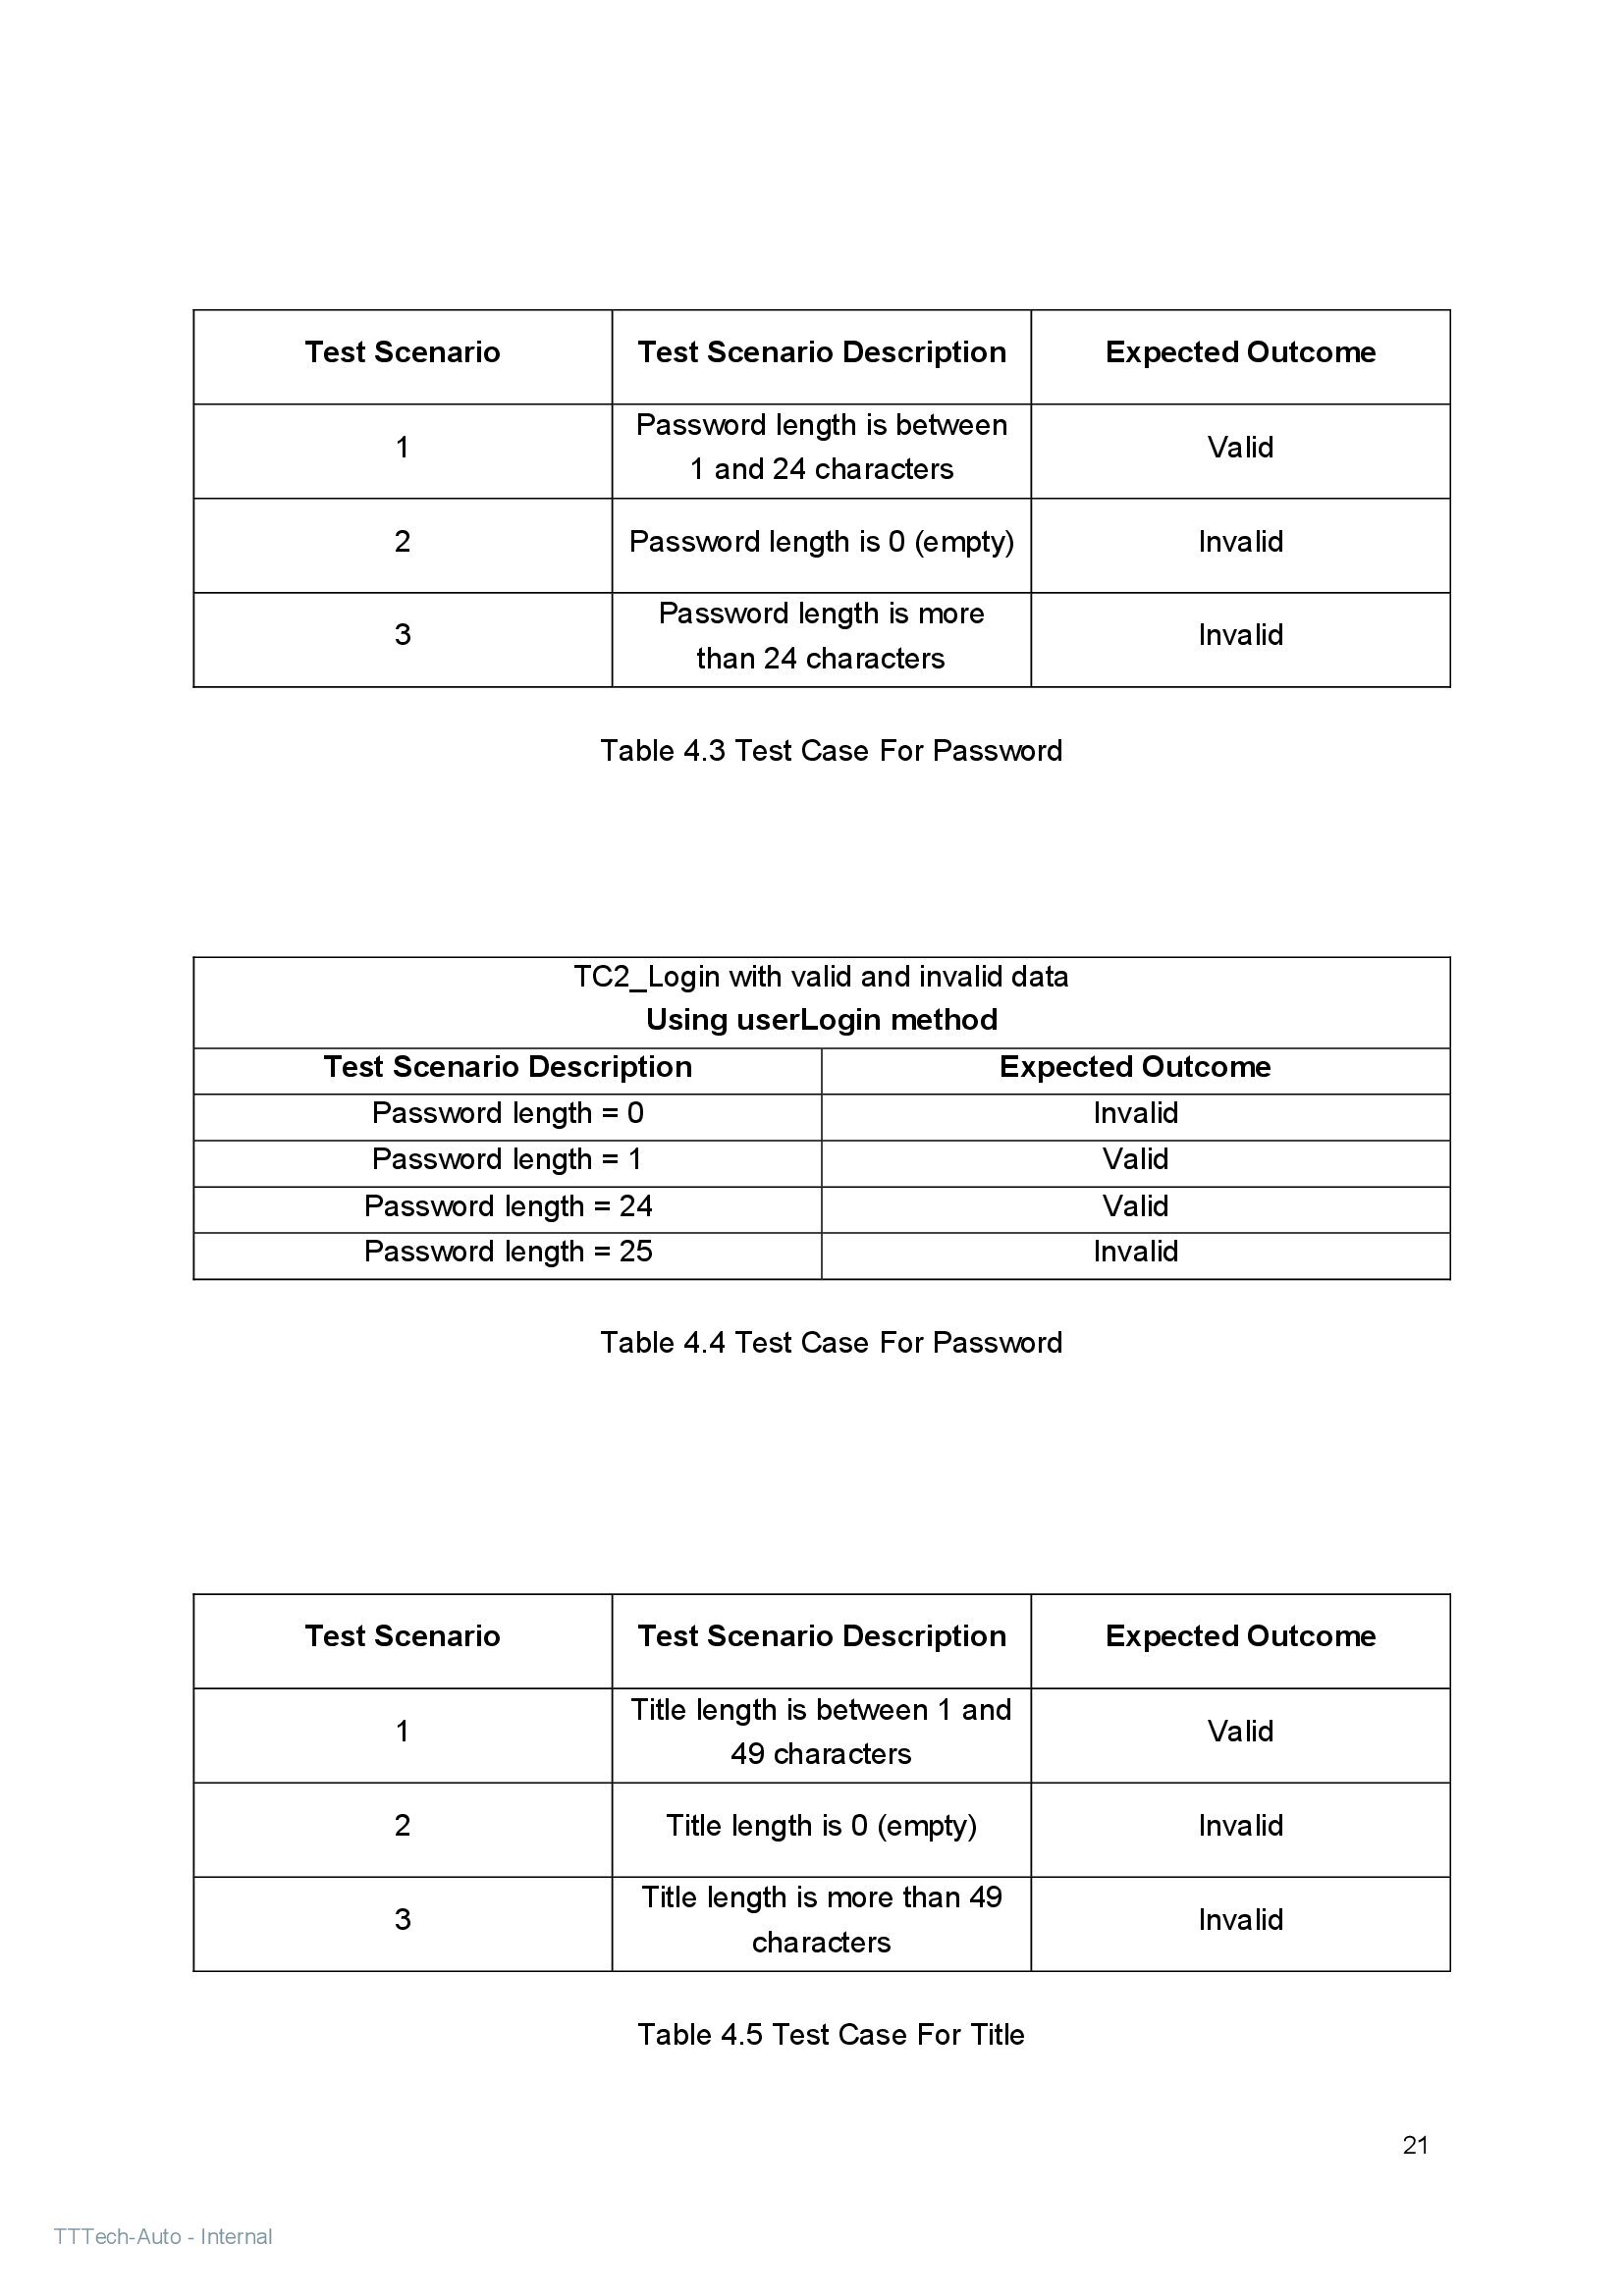 Test Scenario
Test Scenario Description
Expected Outcome
1
Password length is between
1 and 24 characters
Valid
2
Password length is 0 (empty)
Invalid
3
Password length is more
than 24 characters
Invalid
Table 4.3 Test Case For Password
TC2_Login with valid and invalid data
Using userLogin method
Test Scenario Description
Expected Outcome
Password length = 0
Invalid
Password length = 1
Valid
Password length = 24
Valid
Password length = 25
Invalid
Table 4.4 Test Case For Password
Test Scenario
Test Scenario Description
Expected Outcome
1
Title length is between 1 and
49 characters
Valid
2
Title length is 0 (empty)
Invalid
3
Title length is more than 49
characters
Invalid
Table 4.5 Test Case For Title
21
TTTech-Auto - Internal